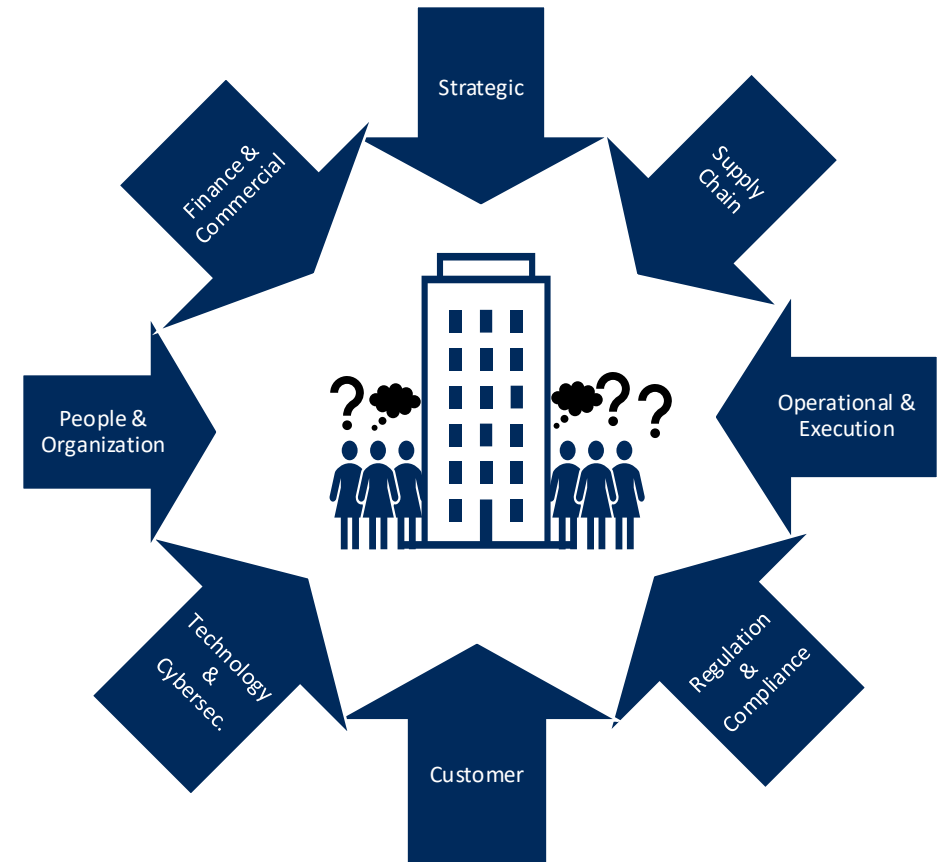 Strategic
Finance &
Commercial
Supply
Chain
People &
Organization
?
?
?
Operational &
Execution
Technology
&
Cybersec.
Regulation
&
Compliance
Customer